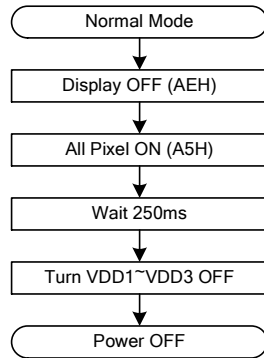 Normal Mode
Display OFF (AEH)
All Pixel ON (A5H)
Wait 250ms
Turn VDD1~VDD3 OFF
Power OFF